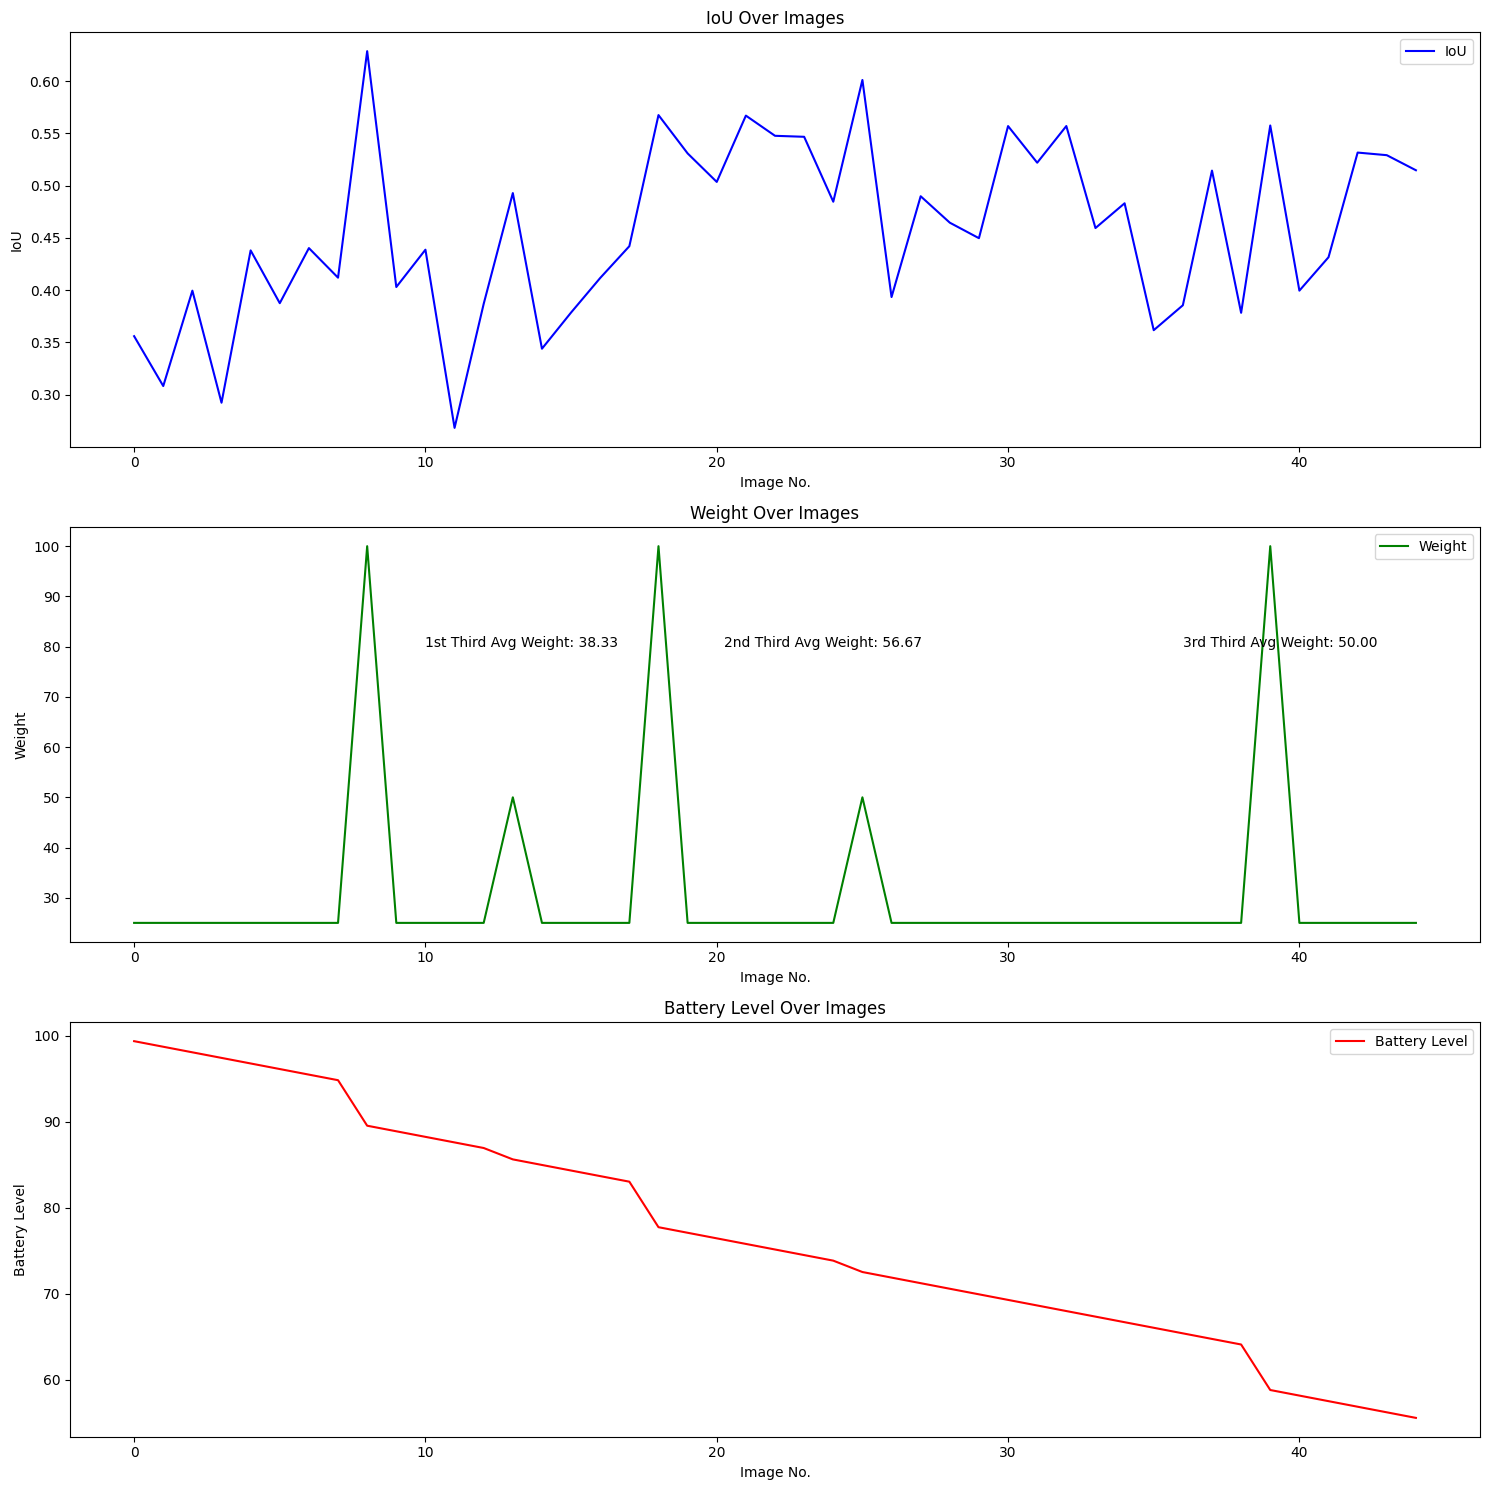 IoU Over Images
IoU
0.60
0.55
0.50
0.45
0.40
0.35
0.30
IoU
0 10 20 30 40
Image No.
Weight Over Images
Weight
100
90
80
70
60
50
40
30
Weight
1st Third Avg Weight: 38.33 2nd Third Avg Weight: 56.67 3rd Third Avg Weight: 50.00
0 10 20 30 40
Image No.
Battery Level Over Images
Battery Level
100
90
80
70
60
Battery Level
0 10 20 30 40
Image No.